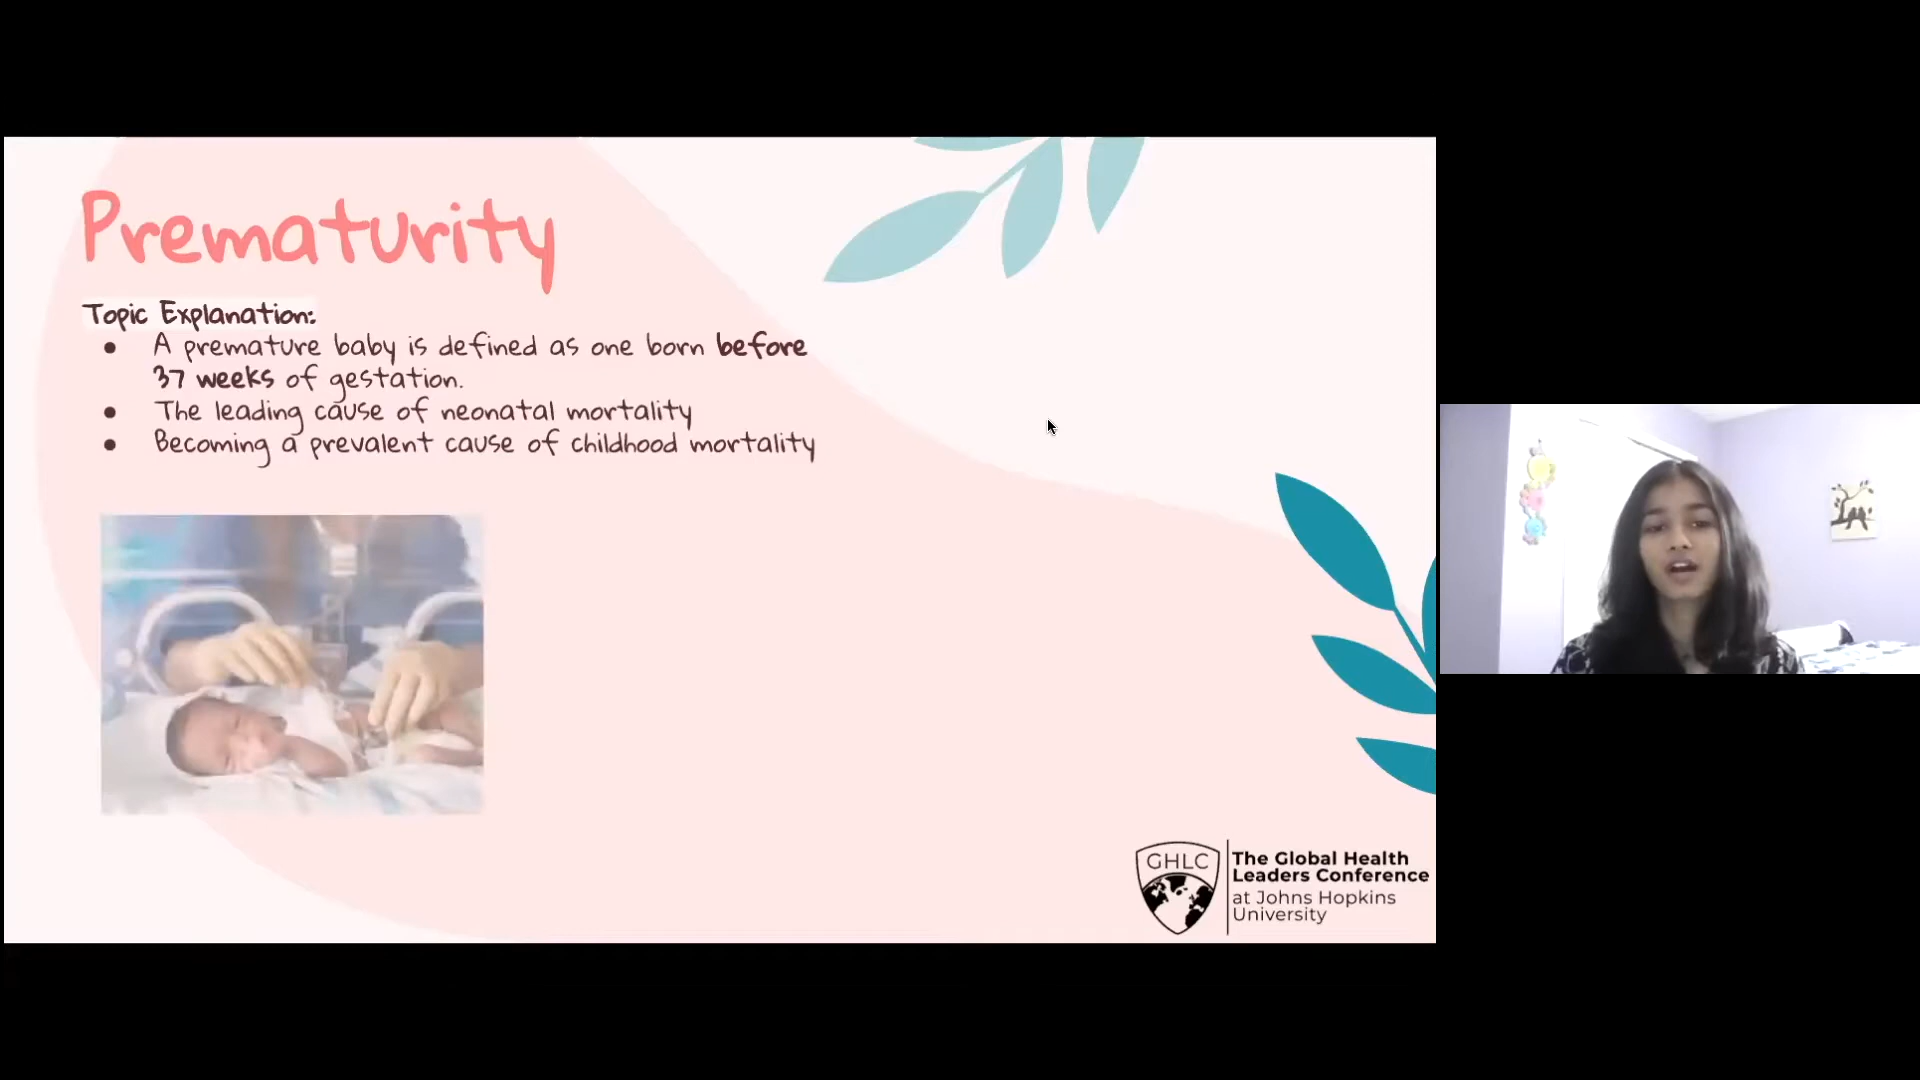 Prematurity
Topic Explanation:
● A premature baby is defined as one born before
37 weeks of gestation.
● The leading cause of neonatal mortality
● Becoming a prevalent cause of childhood mortality
GHLC
The Global Health
Leaders Conference
at Johns Hopkins
University